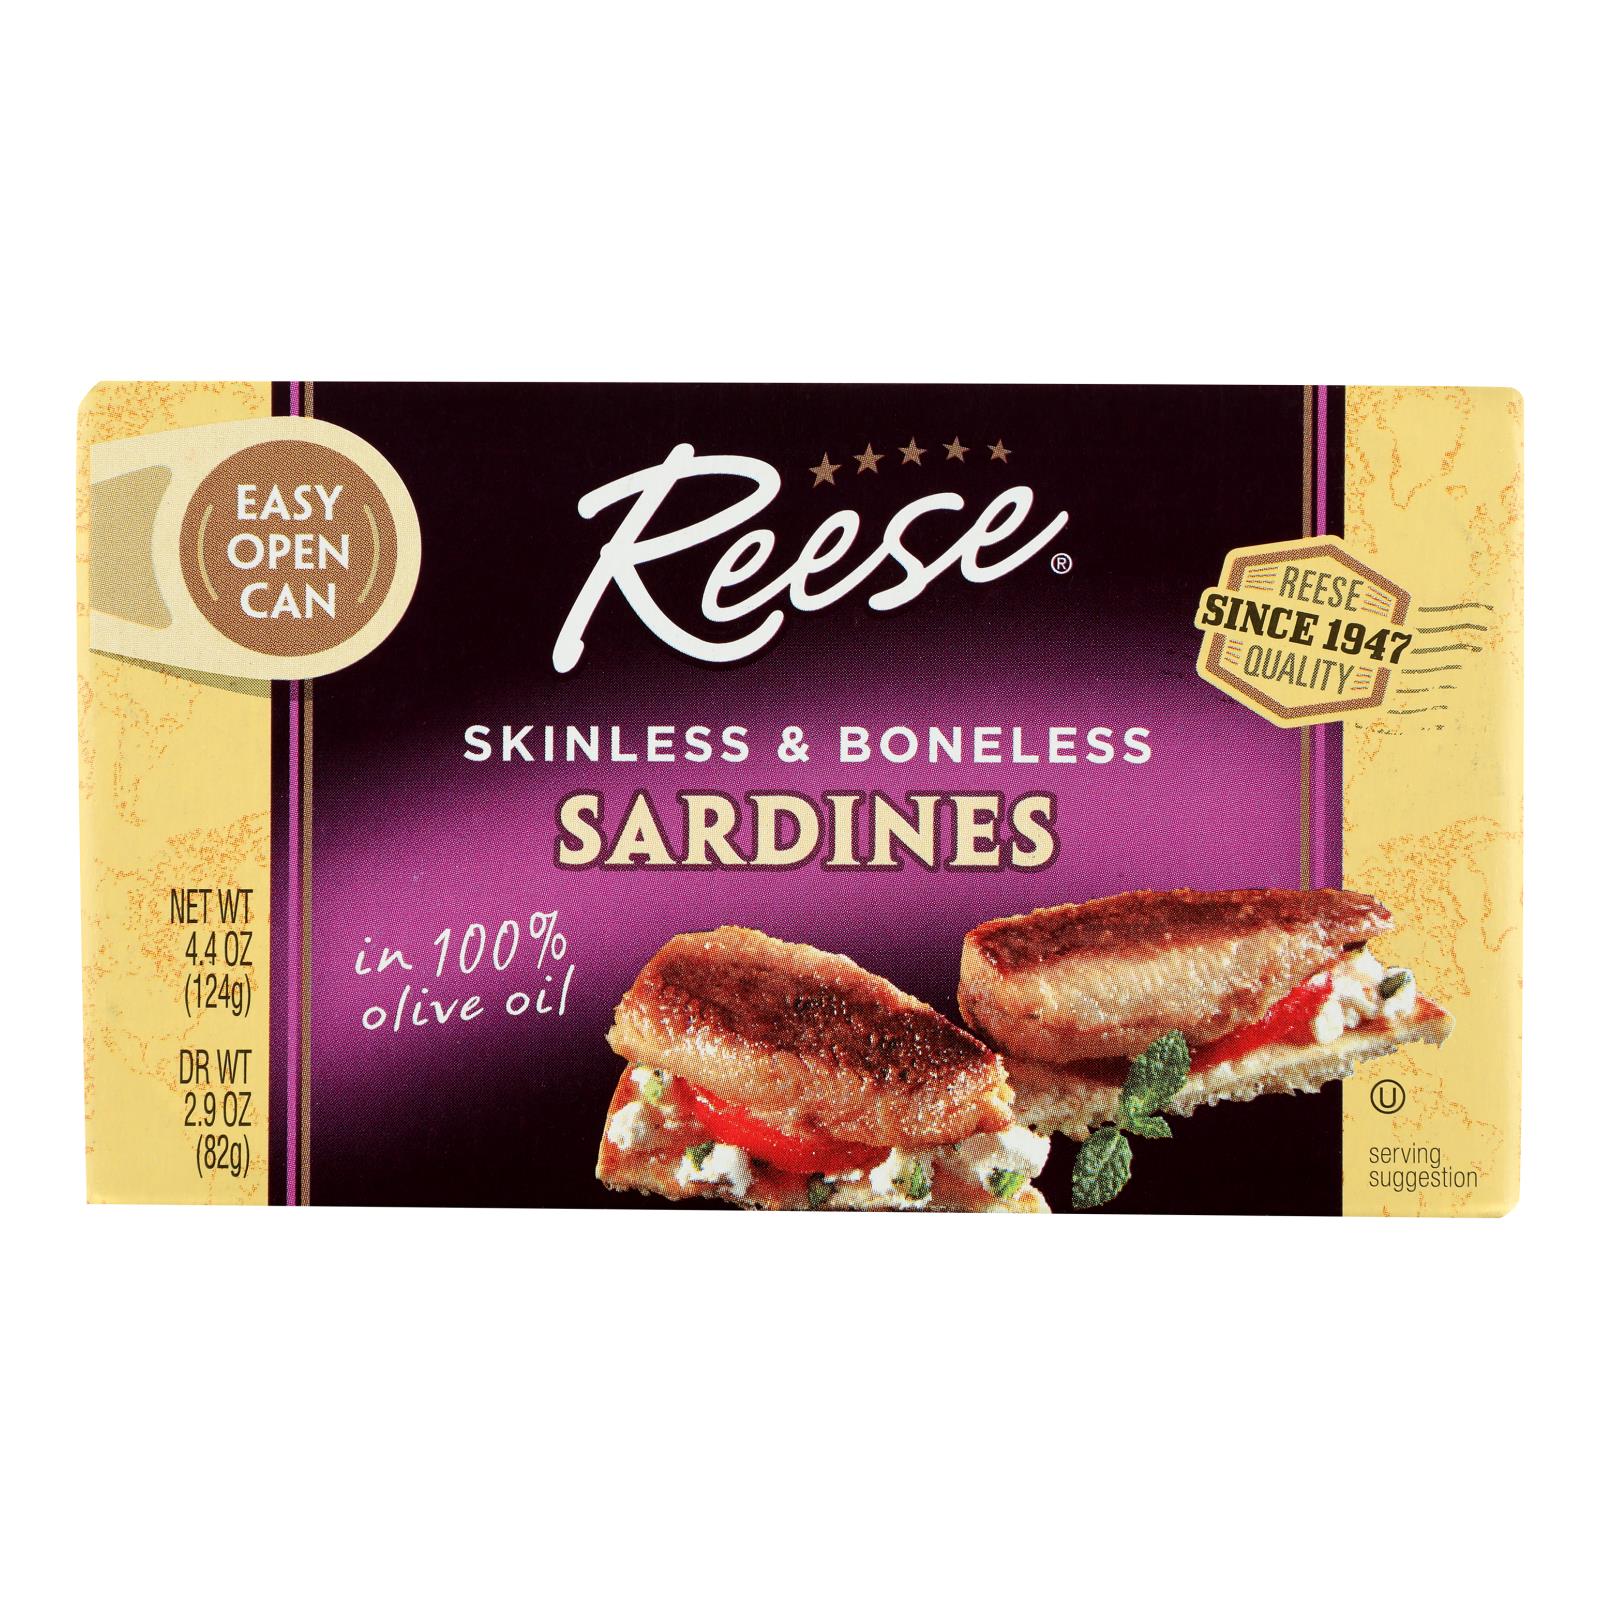 EASY
OPEN
CAN
Reese®
REESE
SINCE 1947
QUALITY
SKINLESS & BONELESS
SARDINES
in 100%
olive oil
NET WT
4.4 OZ
(124g)
DR WT
2.9 OZ
(82g)
U
serving
suggestion